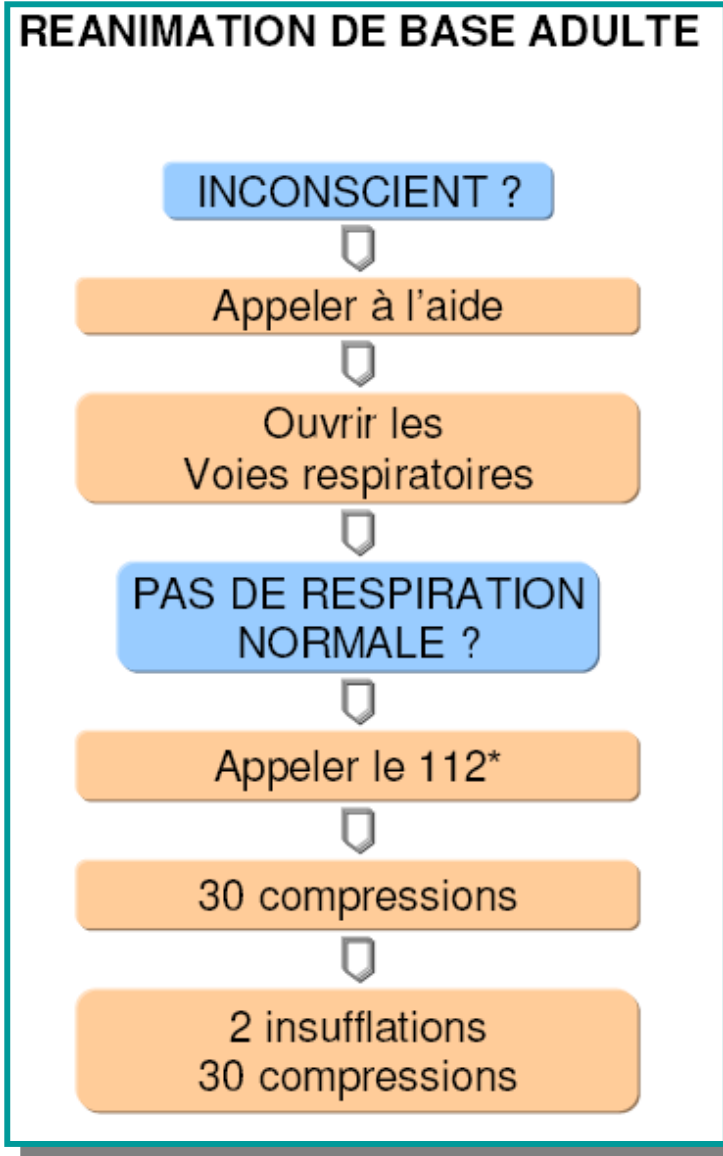 REANIMATION DE BASE ADULTE
INCONSCIENT ?
Appeler à l'aide
Ouvrir les
Voies respiratoires
PAS DE RESPIRATION
NORMALE ?
Appeler le 112*
30 compressions
2 insufflations
30 compressions